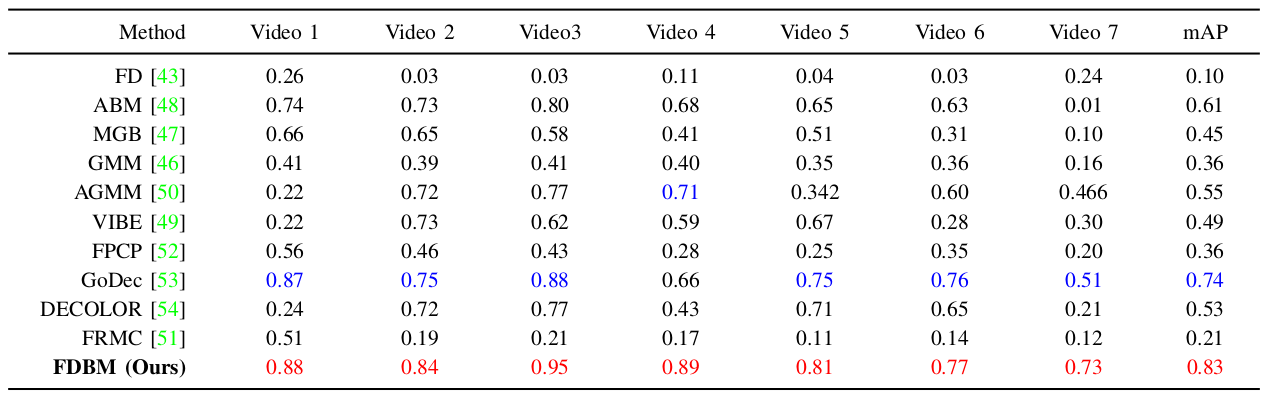 Method Video 1 Video 2 Video3 Video 4 Video 5 Video 6 Video 7 mAP
FD [43] 0.26 0.03 0.03 0.11 0.04 0.03 0.24 0.10
ABM [48] 0.74 0.73 0.80 0.68 0.65 0.63 0.01 0.61
MGB [47] 0.66 0.65 0.58 0.41 0.51 0.31 0.10 0.45
GMM [46] 0.41 0.39 0.41 0.40 0.35 0.36 0.16 0.36
AGMM [50] 0.22 0.72 0.77 0.71 0.342 0.60 0.466 0.55
VIBE [49] 0.22 0.73 0.62 0.59 0.67 0.28 0.30 0.49
FPCP [52] 0.56 0.46 0.43 0.28 0.25 0.35 0.20 0.36
GoDec [53] 0.87 0.75 0.88 0.66 0.75 0.76 0.51 0.74
DECOLOR [54] 0.24 0.72 0.77 0.43 0.71 0.65 0.21 0.53
FRMC [51] 0.51 0.19 0.21 0.17 0.11 0.14 0.12 0.21
FDBM (Ours) 0.88 0.84 0.95 0.89 0.81 0.77 0.73 0.83